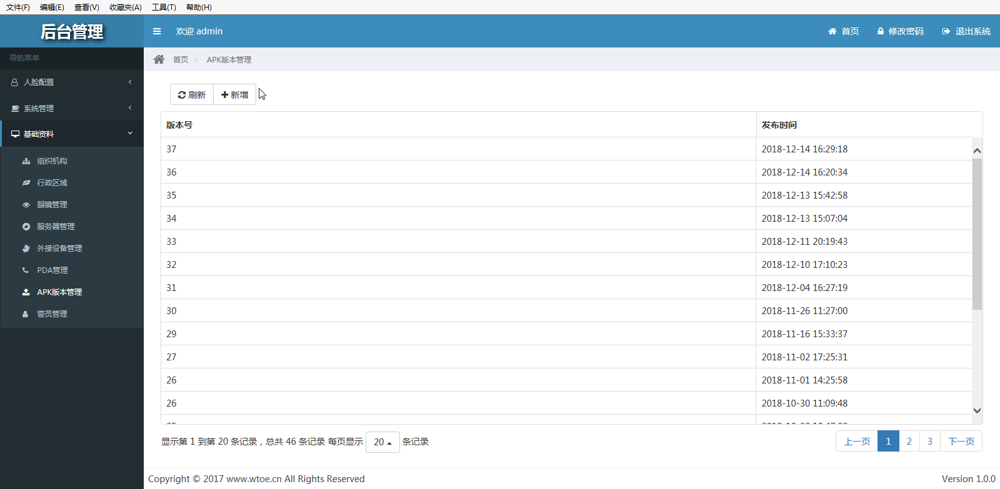 文件(F) 编辑(E) 查看(V) 收藏夹(A) 工具(T) 帮助(H)
后台管理 欢迎 admin 首页 修改密码 退出系统
导航菜单
首页 > APK版本管理
人脸配置
系统管理
基础资料
组织机构
行政区域
眼镜管理
服务器管理
外接设备管理
PDA管理
APK版本管理
警员管理
刷新 新增
版本号 发布时间
37 2018-12-14 16:29:18
36 2018-12-14 16:20:34
35 2018-12-13 15:42:58
34 2018-12-13 15:07:04
33 2018-12-11 20:19:43
32 2018-12-10 17:10:23
31 2018-12-04 16:27:19
30 2018-11-26 11:27:00
29 2018-11-16 15:33:37
27 2018-11-02 17:25:31
26 2018-11-01 14:25:58
26 2018-10-30 11:09:48
显示第 1 到第 20 条记录，总共 46 条记录 每页显示 20 条记录
上一页 1 2 3 下一页
Copyright © 2017 www.wtoe.cn All Rights Reserved Version 1.0.0